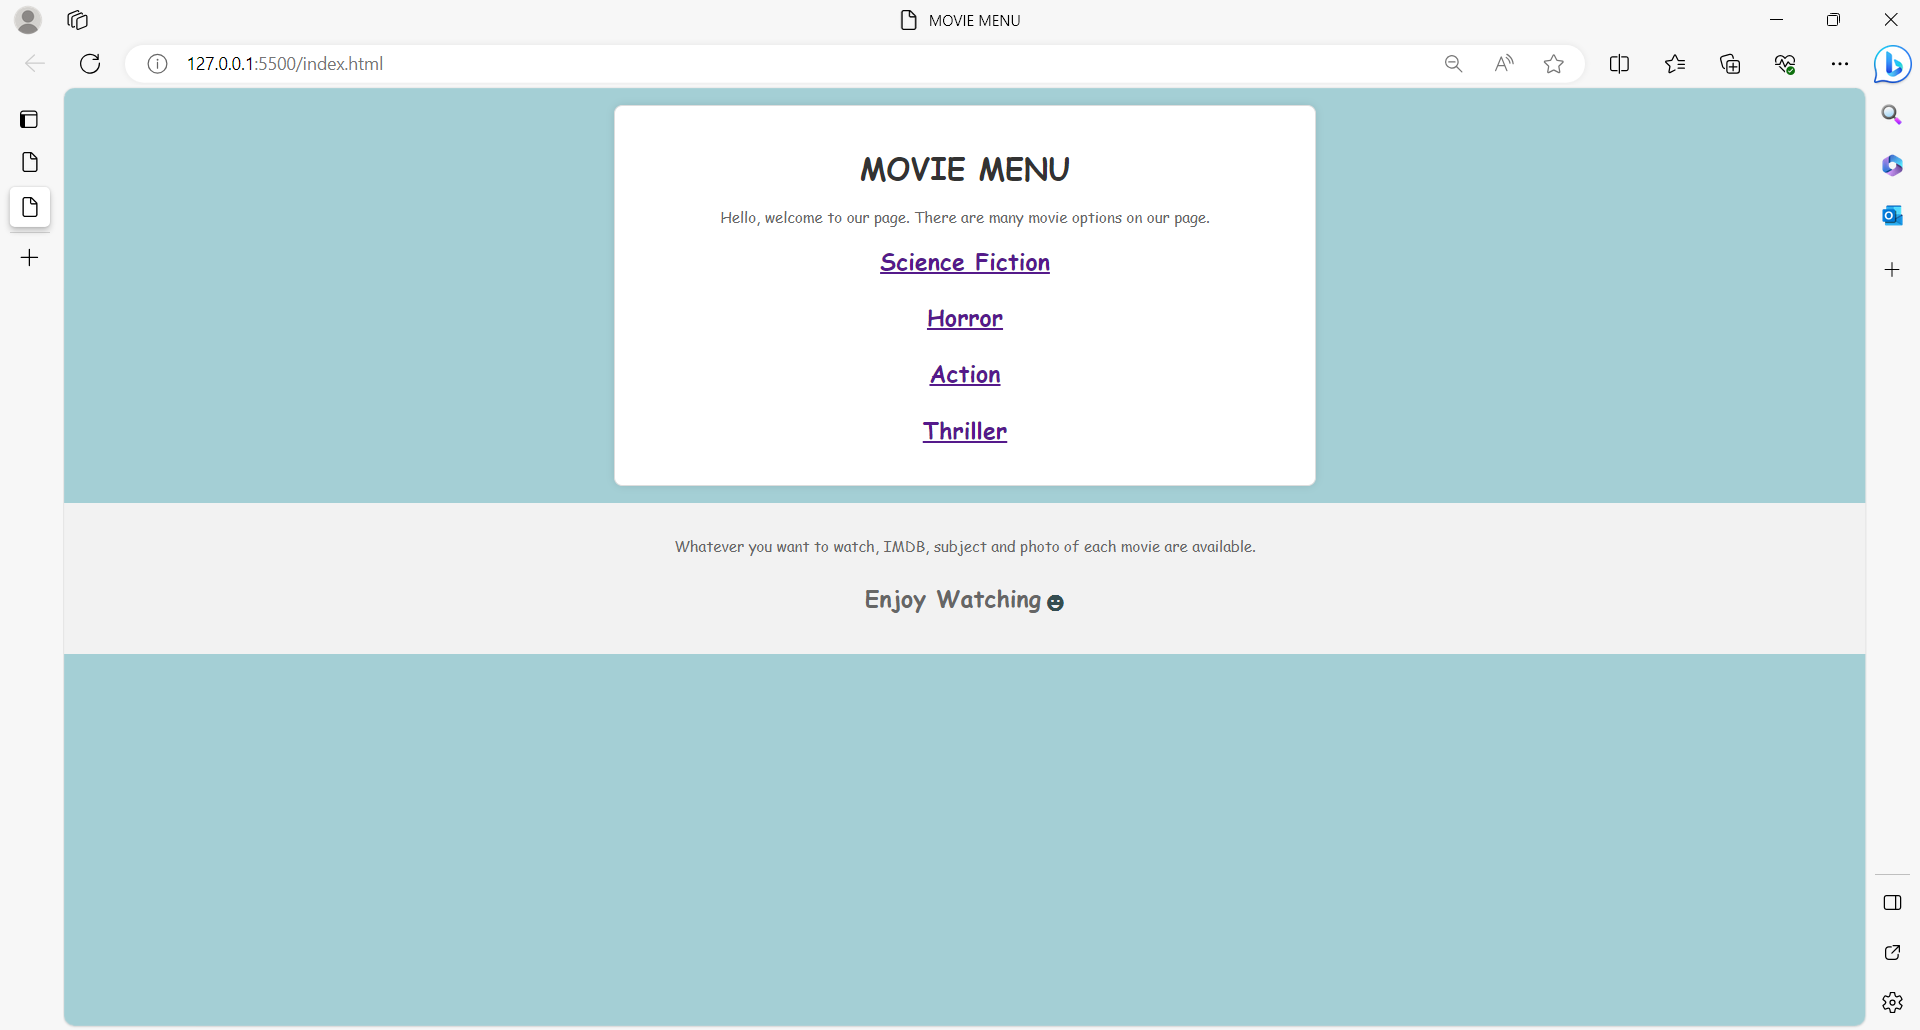 MOVIE MENU
127.0.0.1:5500/index.html
MOVIE MENU
Hello, welcome to our page. There are many movie options on our page.
Science Fiction
Horror
Action
Thriller
Whatever you want to watch, IMDB, subject and photo of each movie are available.
Enjoy Watching